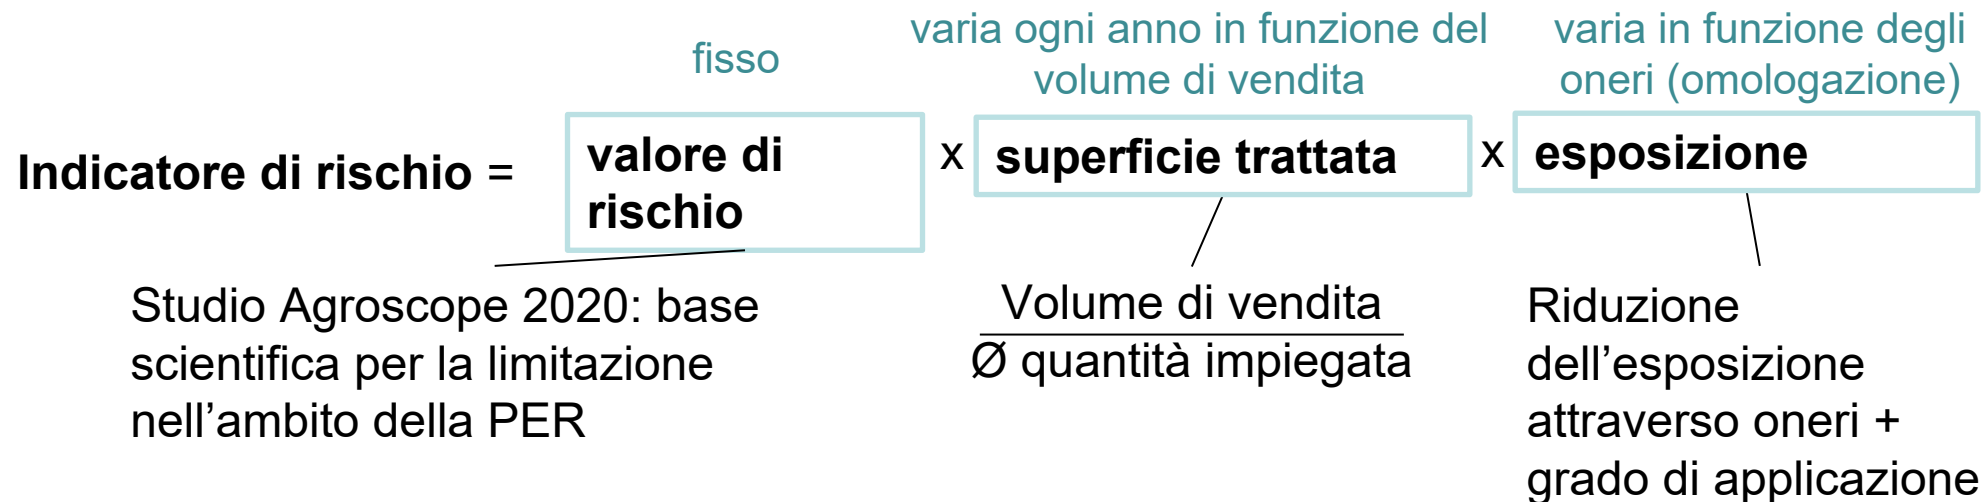 fisso
varia ogni anno in funzione del
volume di vendita
varia in funzione degli
oneri (omologazione)
Indicatore di rischio =
valore di
rischio
x
superficie trattata
x
esposizione
Studio Agroscope 2020: base
scientifica per la limitazione
nell’ambito della PER
Volume di vendita
Ø quantità impiegata
Riduzione
dell’esposizione
attraverso oneri +
grado di applicazione